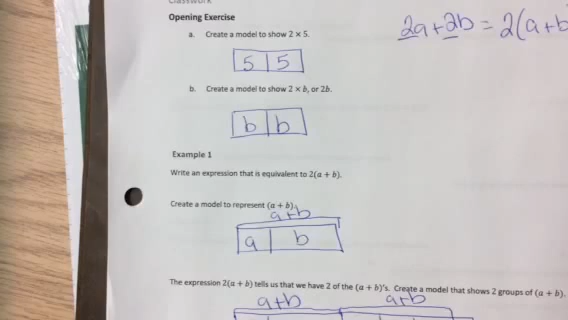 Classwork
Opening Exercise
2a+2b=2(a+b
a. Create a model to show 2 × 5.
5 5
b. Create a model to show 2 × b, or 2b.
b b
Example 1
Write an expression that is equivalent to 2(a + b).
Create a model to represent (a + b).
a+b
a b
The expression 2(a + b) tells us that we have 2 of the (a + b)'s. Create a model that shows 2 groups of (a + b).
a+b a+b